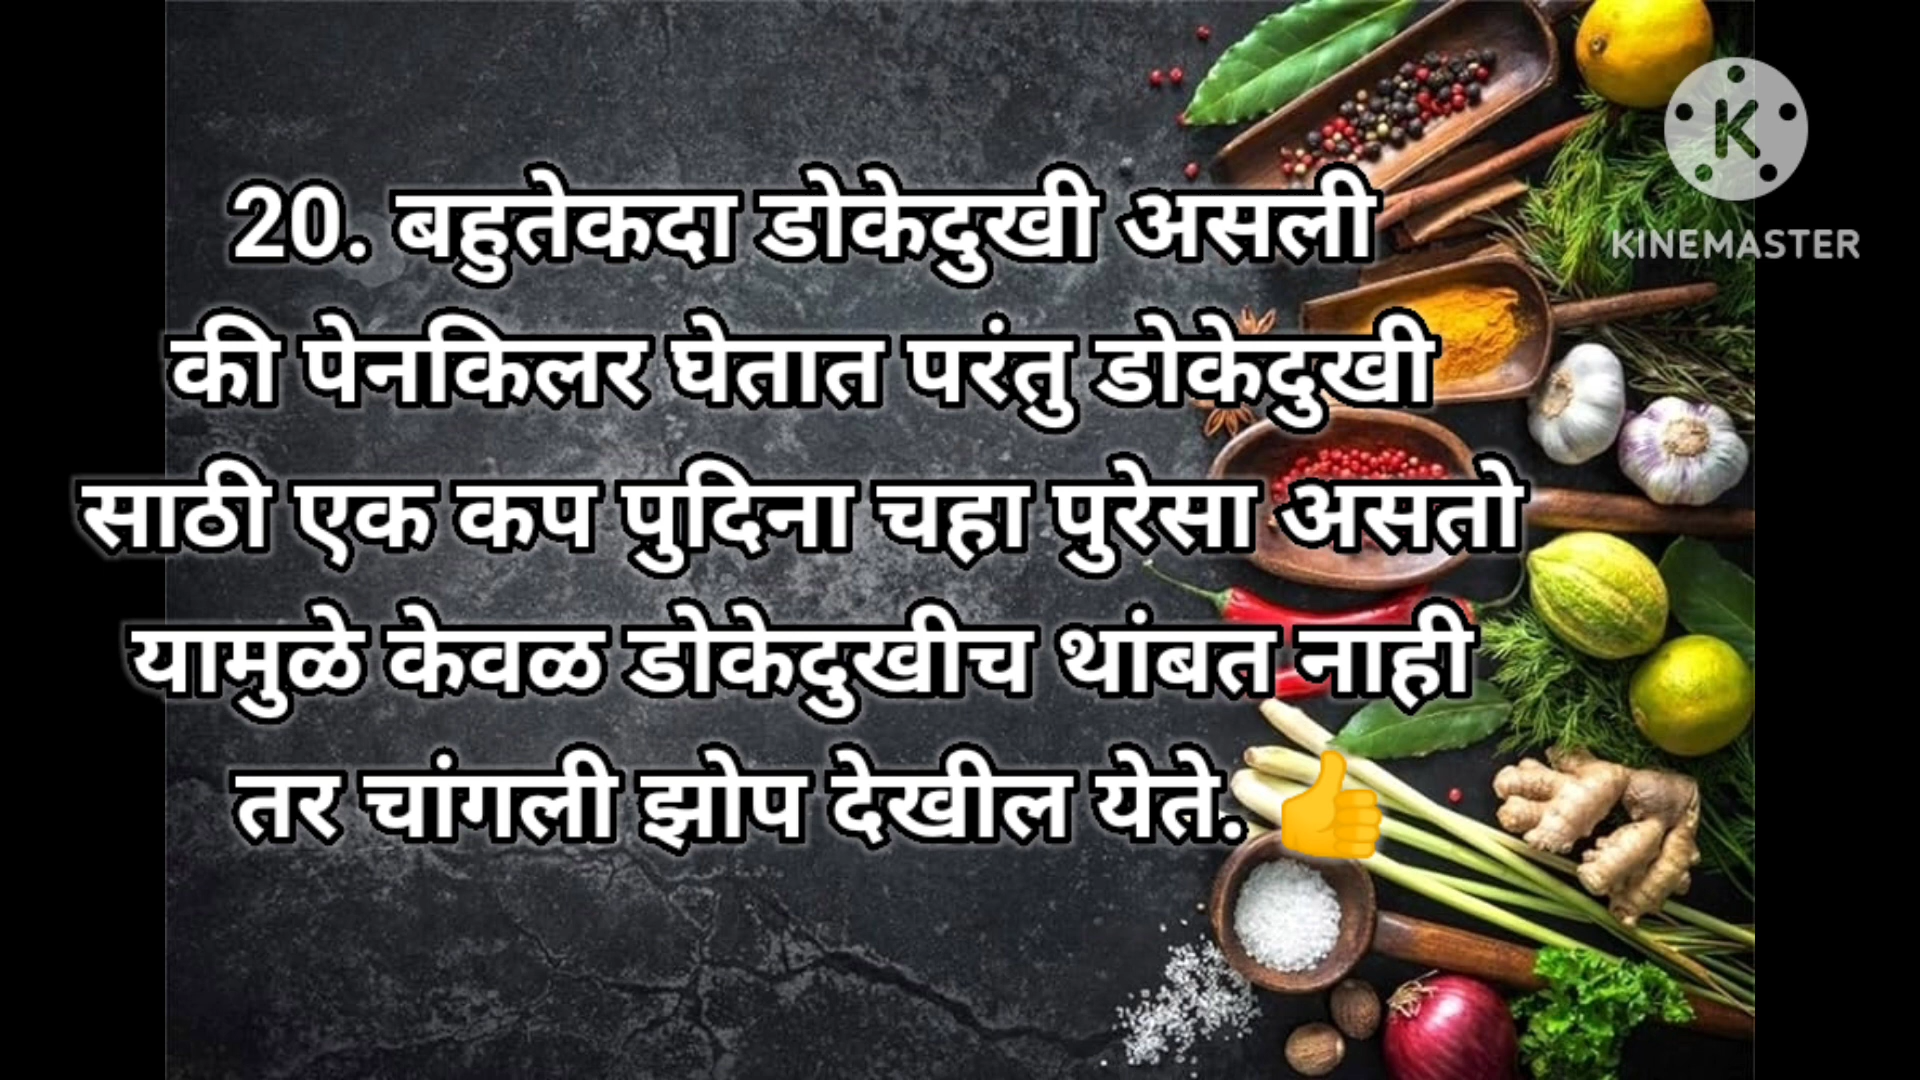 20. बहुतेकदा डोकेदुखी असली
की पेनकिलर घेतात परंतु डोकेदुखी
साठी एक कप पुदिना चहा पुरेसा असतो
यामुळे केवळ डोकेदुखीच थांबत नाही
तर चांगली झोप देखील येते. 👍
K
KINEMASTER